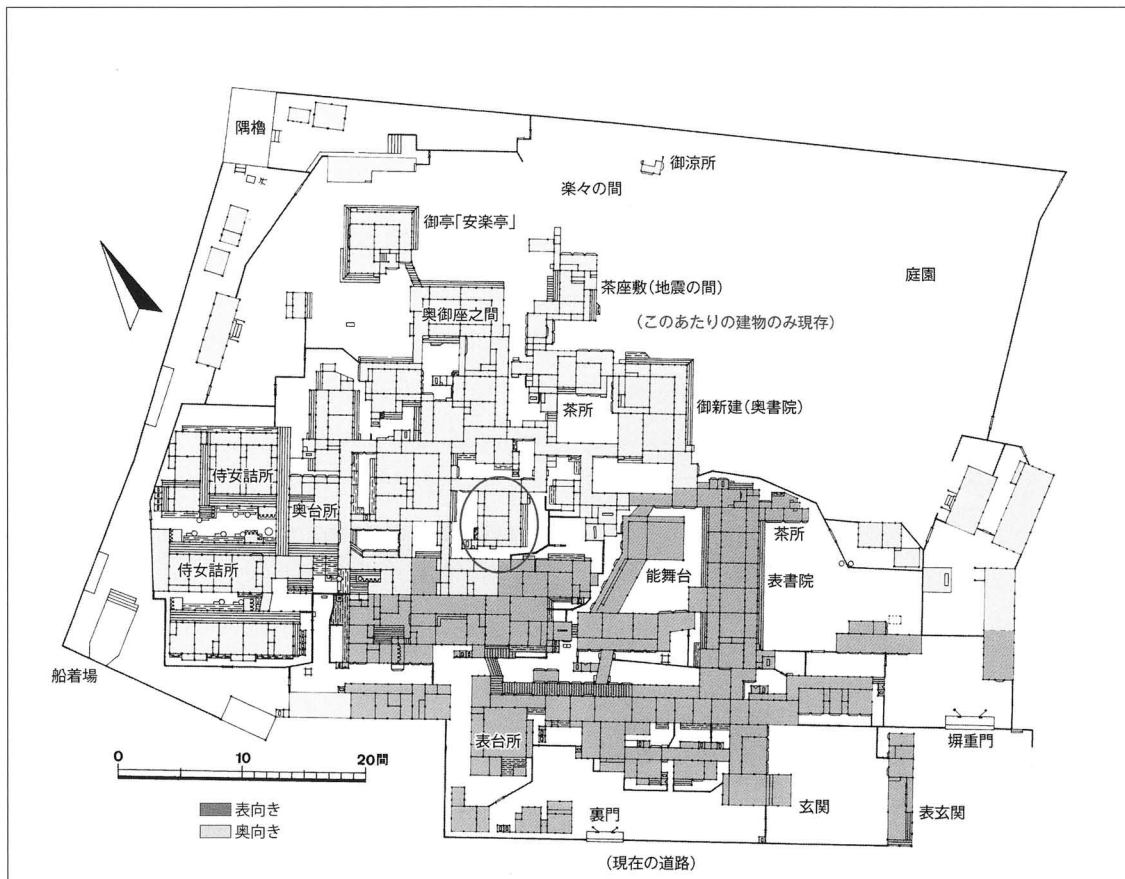 隅櫓
御涼所
楽々の間
御亭「安楽亭」
庭園
茶座敷(地震の間)
奥御座之間
(このあたりの建物のみ現存)
茶所
御新建(奥書院)
侍女詰所
奥台所
茶所
侍女詰所
能舞台
表書院
船着場
表台所
塀重門
0 10 20間
玄関
表向き
裏門
表玄関
奥向き
(現在の道路)